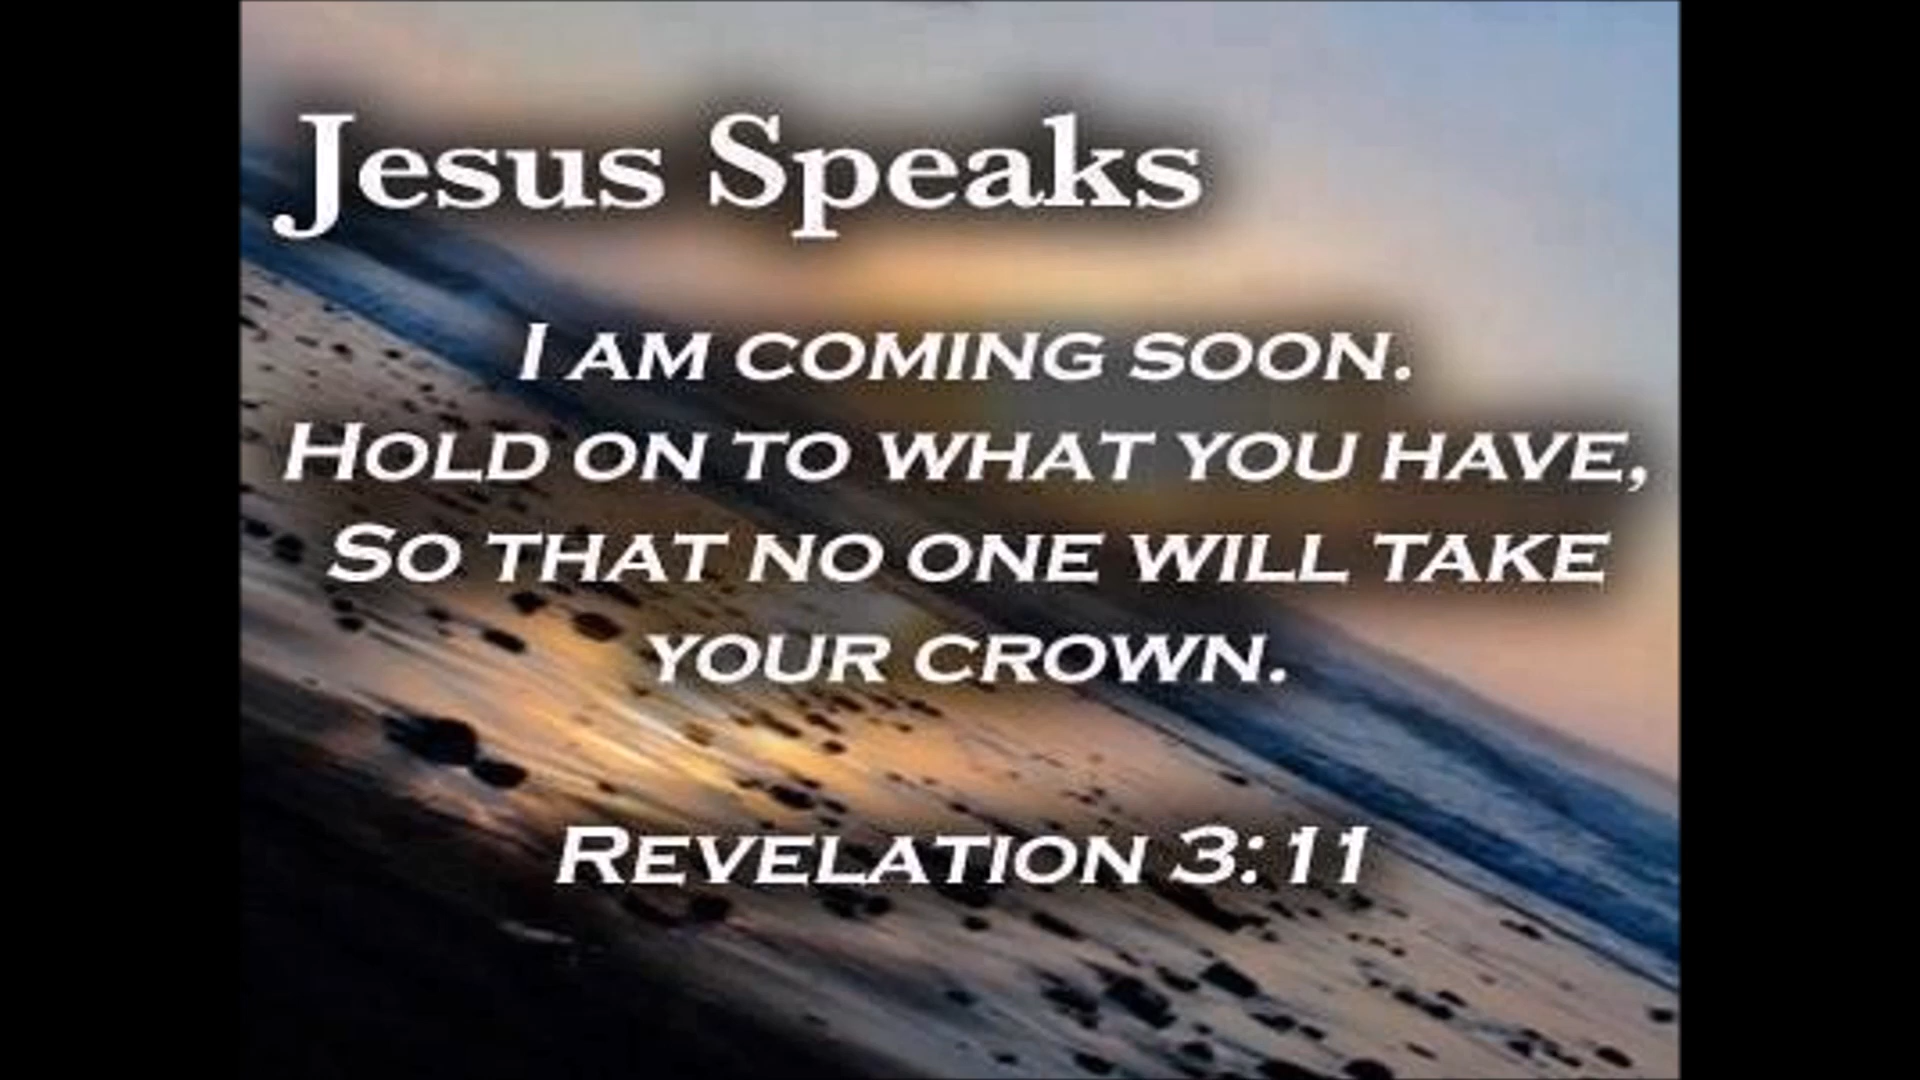 Jesus Speaks
I am coming soon.
Hold on to what you have,
So that no one will take
your crown.
Revelation 3:11